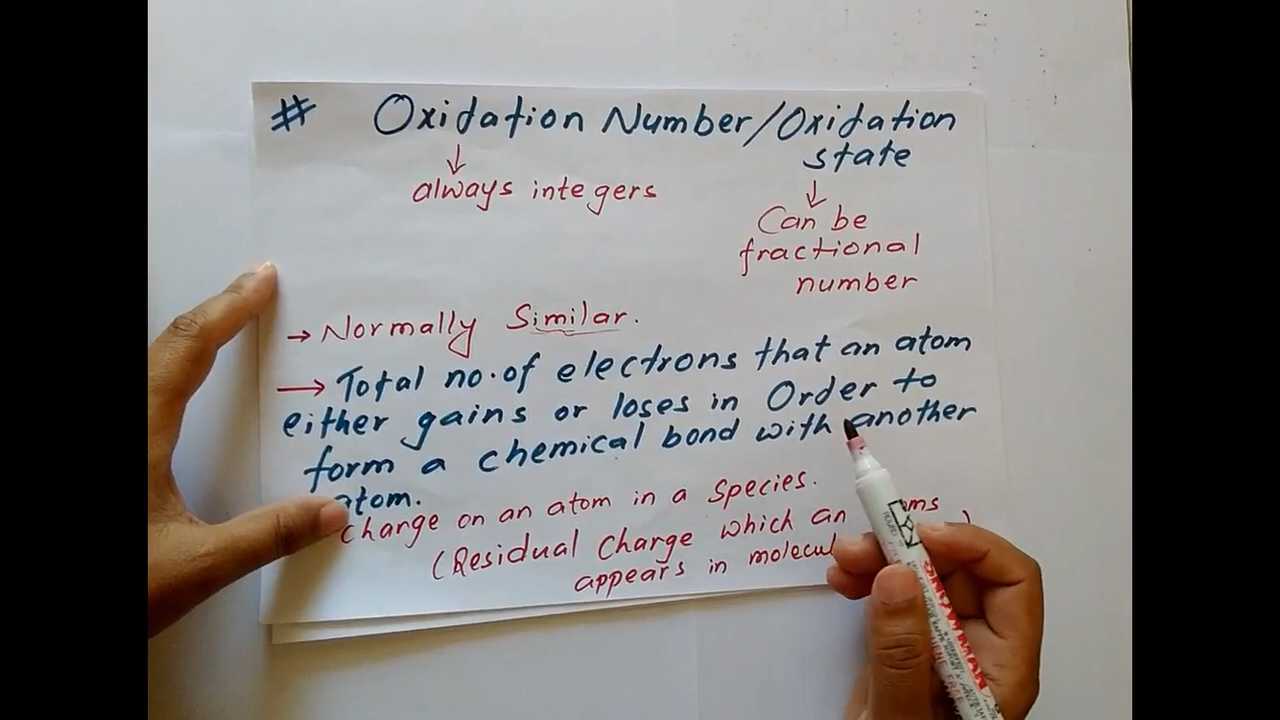 # Oxidation Number/Oxidation
state
↓ ↓
always integers
Can be
fractional
number
→ Normally Similar.
→ Total no. of electrons that an atom
either gains or loses in Order to
form a chemical bond with another
atom.
Charge on an atom in a Species.
(Residual Charge which an
appears in )